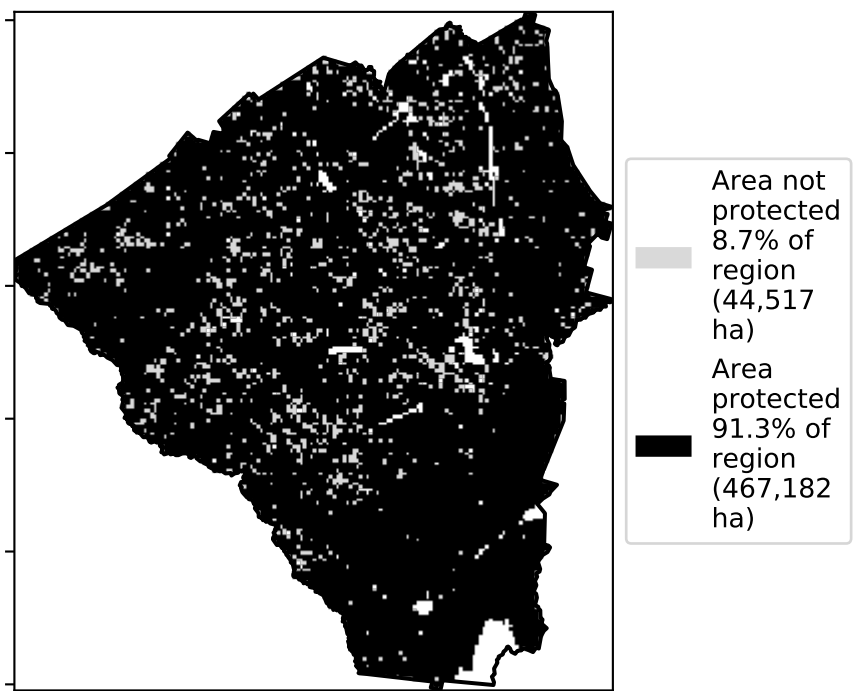 Area not
protected
8.7% of
region
(44,517
ha)
Area
protected
91.3% of
region
(467,182
ha)